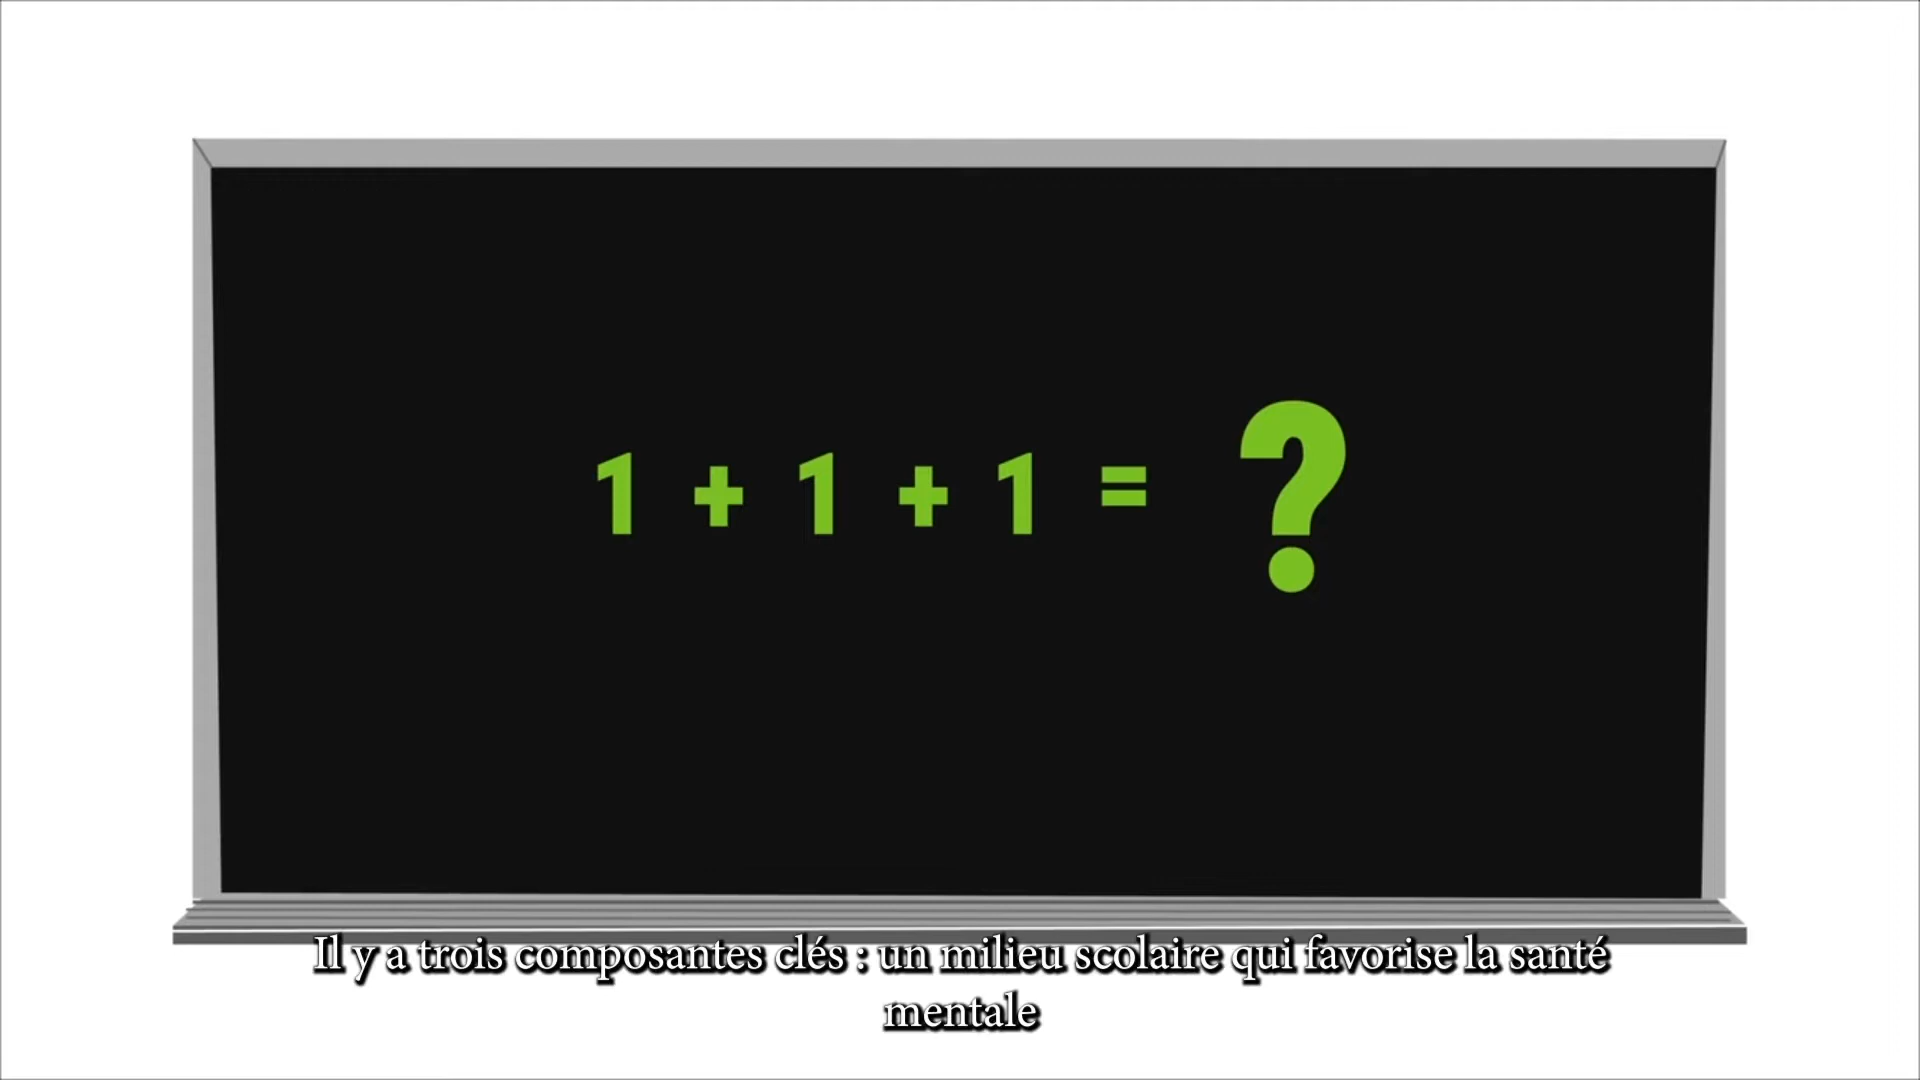 1 + 1 + 1 = ?
Il y a trois composantes clés : un milieu scolaire qui favorise la santé
mentale